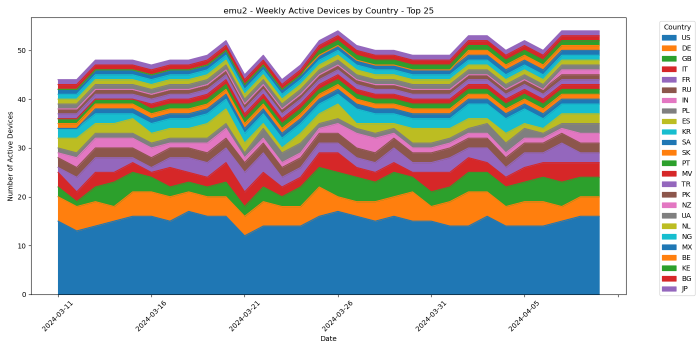 emu2 - Weekly Active Devices by Country - Top 25
Number of Active Devices
50
40
30
20
10
0
2024-03-11
2024-03-16
2024-03-21
2024-03-26
2024-03-31
2024-04-05
Date
Country
US
DE
GB
IT
FR
RU
IN
PL
ES
KR
SA
SK
PT
MV
TR
PK
NZ
UA
NL
NG
MX
BE
KE
BG
JP